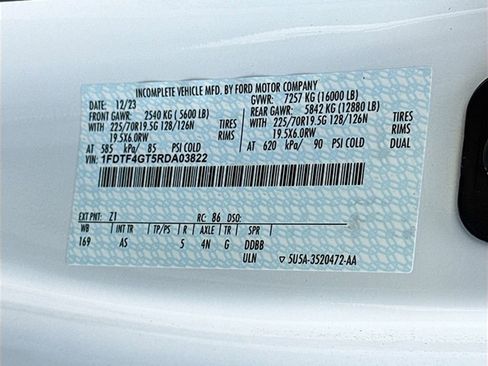 INCOMPLETE VEHICLE MFD. BY FORD MOTOR COMPANY
DATE: 12/23 GVWR: 7257 KG (16000 LB)
FRONT GAWR: 2540 KG (5600 LB) REAR GAWR: 5842 KG (12880 LB)
WITH 225/70R19.5G 128/126N TIRES WITH 225/70R19.5G 128/126N TIRES
19.5X6.0RW RIMS 19.5X6.0RW RIMS
AT 585 kPa/ 85 PSI COLD AT 620 kPa/ 90 PSI COLD
VIN: 1FDTF4GT5RDA03822
EXT PNT: Z1 RC: 86 DSO:
WB INT TR TP/PS R AXLE TR SPR
169 AS 5 4N G DDBB
ULN ▽ 5U5A-3520472-AA